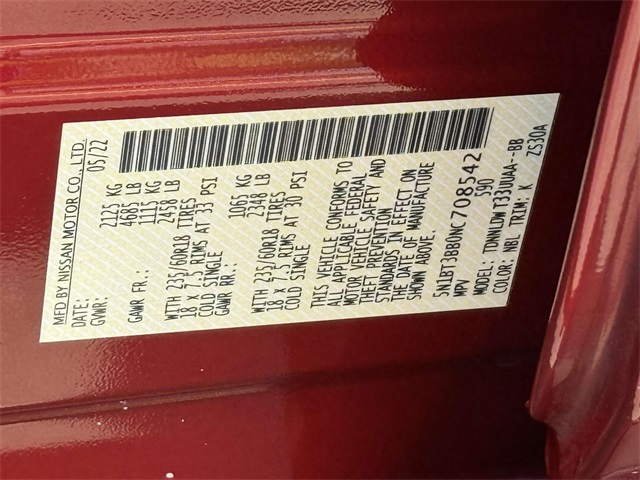 MFD BY NISSAN MOTOR CO., LTD.
DATE: 05/22
GVWR: 2125 KG
4685 LB
GAWR FR.: 1115 KG
2458 LB
WITH 235/60R18 TIRES
18 X 7.5 RIMS AT 33 PSI
COLD SINGLE
GAWR RR.: 1065 KG
2348 LB
WITH 235/60R18 TIRES
18 X 7.5 RIMS AT 30 PSI
COLD SINGLE
THIS VEHICLE CONFORMS TO
ALL APPLICABLE FEDERAL
MOTOR VEHICLE SAFETY AND
THEFT PREVENTION
STANDARDS IN EFFECT ON
THE DATE OF MANUFACTURE
SHOWN ABOVE.
5N1BT3BB0NC708542
MPV 590
MODEL: TDNNLDW T33UUAA--BB
COLOR: NBL TRIM: K ZS30A